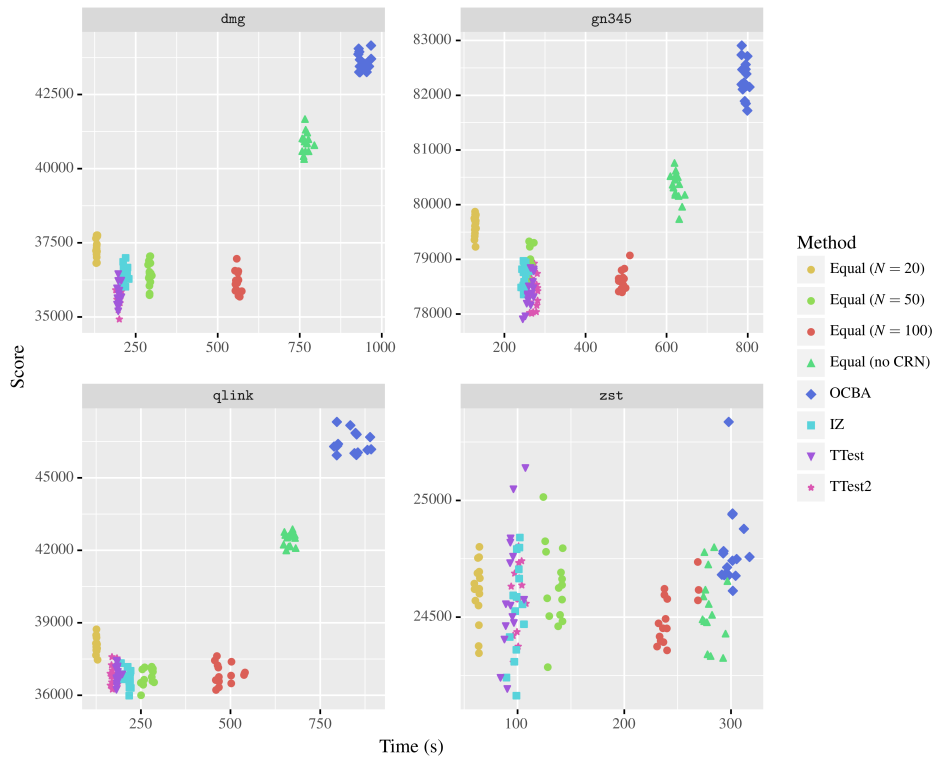 dmg
gn345
42500
40000
37500
35000
250
500
750
1000
83000
82000
81000
80000
79000
78000
200
400
600
800
qlink
zst
45000
42000
39000
36000
250
500
750
25000
24500
100
200
300
Score
Time (s)
Method
Equal (N = 20)
Equal (N = 50)
Equal (N = 100)
Equal (no CRN)
OCBA
IZ
TTest
TTest2